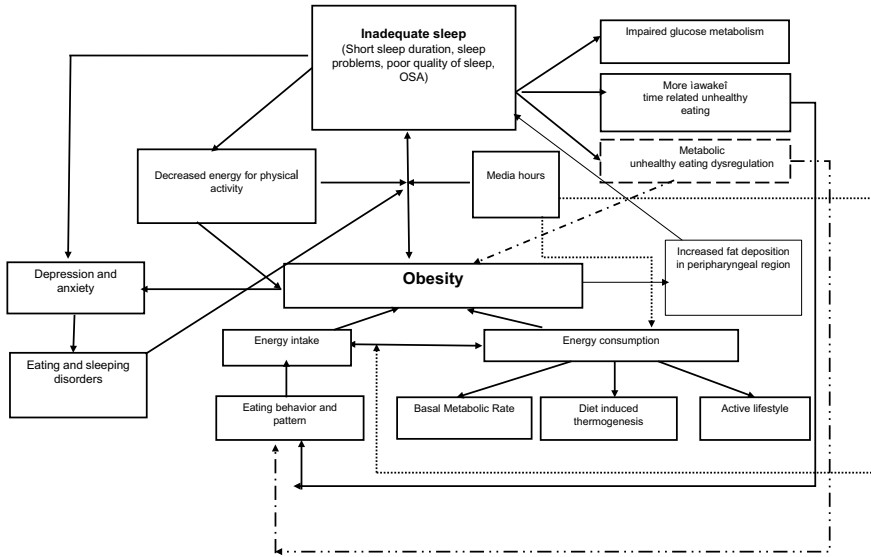 Inadequate sleep
(Short sleep duration, sleep
problems, poor quality of sleep,
OSA)
Impaired glucose metabolism
More ìawakeî
time related unhealthy
eating
Metabolic
unhealthy eating dysregulation
Decreased energy for physical
activity
Media hours
Increased fat deposition
in peripharyngeal region
Depression and
anxiety
Obesity
Energy intake
Energy consumption
Eating and sleeping
disorders
Eating behavior and
pattern
Basal Metabolic Rate
Diet induced
thermogenesis
Active lifestyle